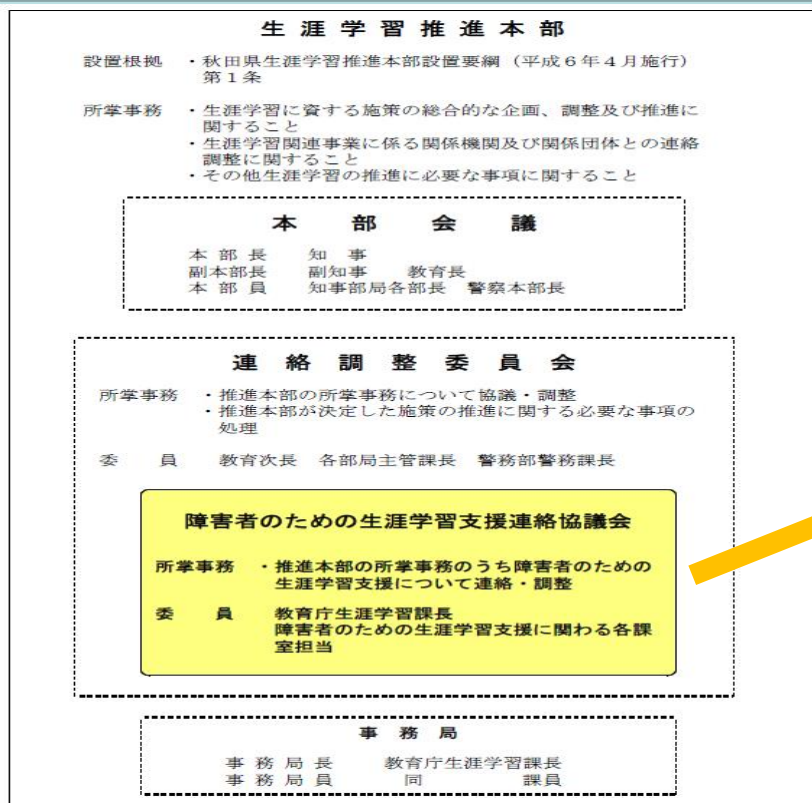 生涯学習推進本部
設置根拠 ・秋田県生涯学習推進本部設置要綱（平成６年４月施行）
第１条
所掌事務 ・生涯学習に資する施策の総合的な企画、調整及び推進に
関すること
・生涯学習関連事業に係る関係機関及び関係団体との連絡
調整に関すること
・その他生涯学習の推進に必要な事項に関すること
本部会議
本部長 知事
副本部長 副知事 教育長
本部員 知事部局各部長 警察本部長
連絡調整委員会
所掌事務 ・推進本部の所掌事務について協議・調整
・推進本部が決定した施策の推進に関する必要な事項の
処理
委員 教育次長 各部局主管課長 警務部警務課長
障害者のための生涯学習支援連絡協議会
所掌事務 ・推進本部の所掌事務のうち障害者のための
生涯学習支援について連絡・調整
委員 教育庁生涯学習課長
障害者のための生涯学習支援に関わる各課
室担当
事務局
事務局長 教育庁生涯学習課長
事務局員 同 課員